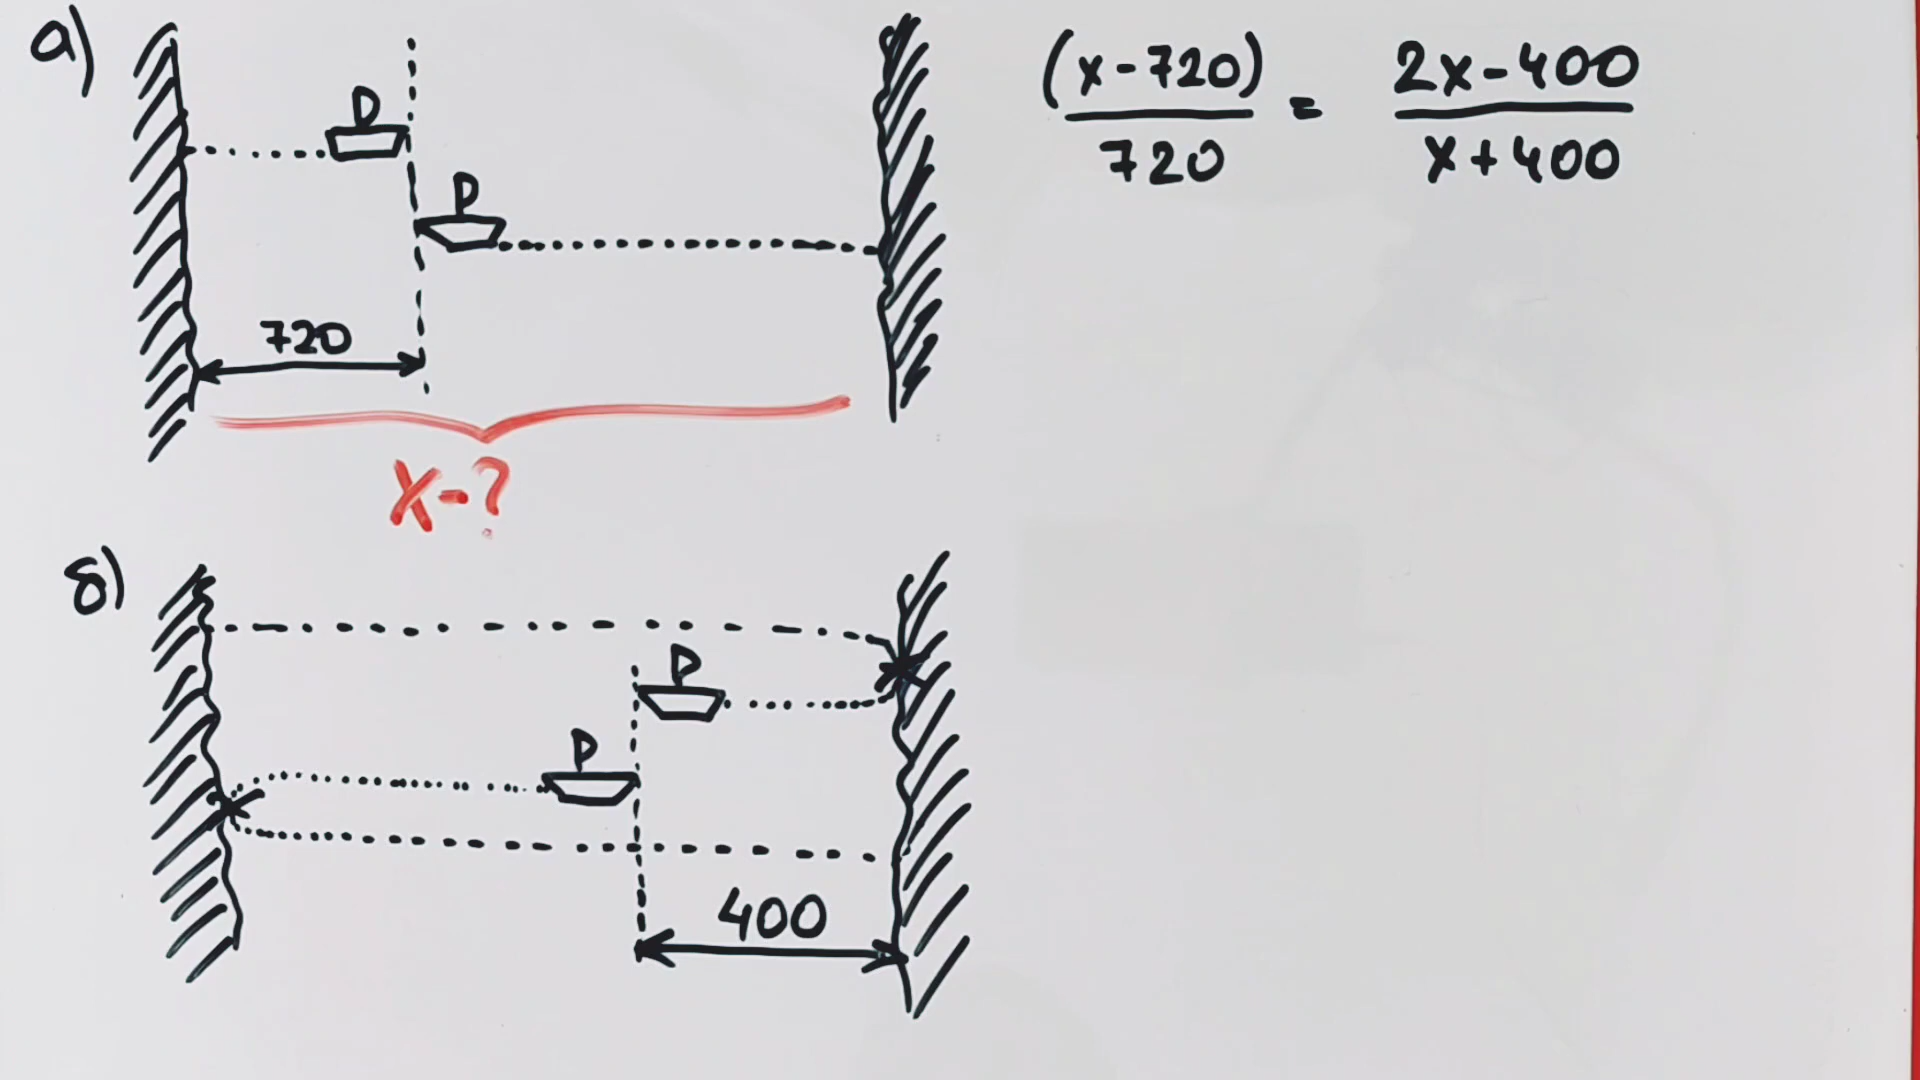 а)
D
P
720
x-?
(x-720)/720 = (2x-400)/(x+400)
б)
P
P
400